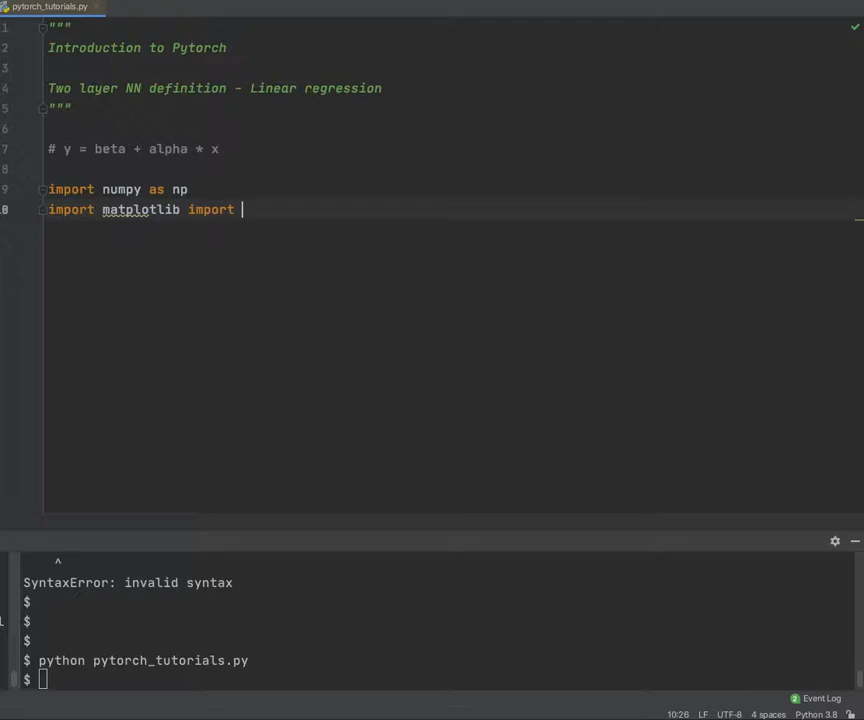 pytorch_tutorials.py
1 """
2 Introduction to Pytorch
3
4 Two layer NN definition - Linear regression
5 """
6
7 # y = beta + alpha * x
8
9 import numpy as np
0 import matplotlib import
^
SyntaxError: invalid syntax
$
$
$
$ python pytorch_tutorials.py
$
2 Event Log
10:26 LF UTF-8 4 spaces Python 3.8